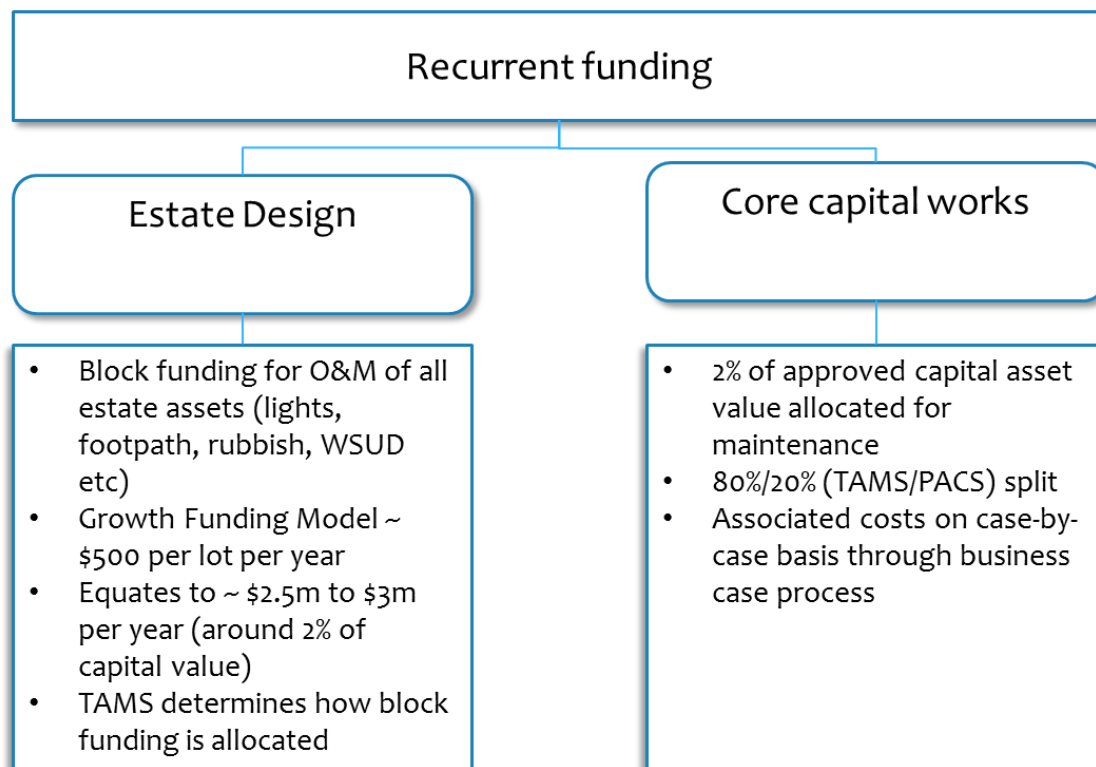 Recurrent funding
Estate Design
• Block funding for O&M of all
estate assets (lights,
footpath, rubbish, WSUD
etc)
• Growth Funding Model ~
$500 per lot per year
• Equates to ~ $2.5m to $3m
per year (around 2% of
capital value)
• TAMS determines how block
funding is allocated
Core capital works
• 2% of approved capital asset
value allocated for
maintenance
• 80%/20% (TAMS/PACS) split
• Associated costs on case-by-
case basis through business
case process